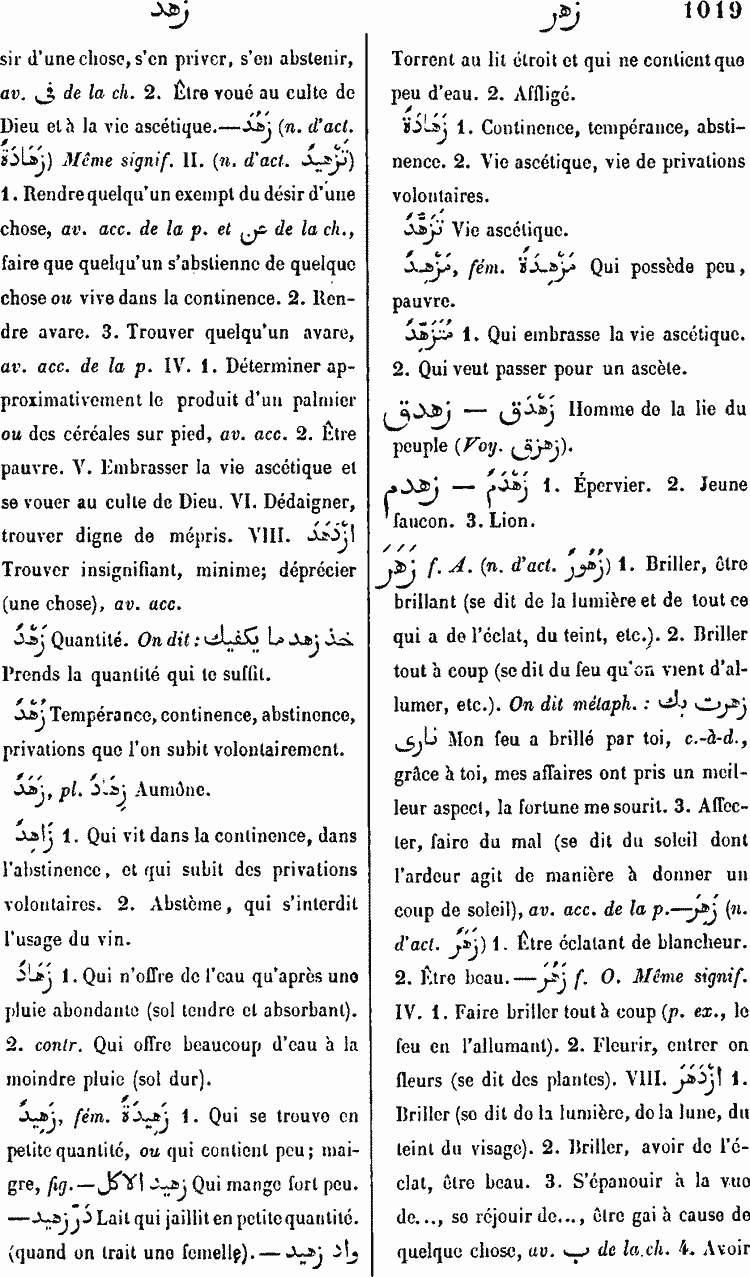 زهد
زهر
1019
sir d'une chose, s'en priver, s'en abstenir,
av. فى de la ch. 2. Être voué au culte de
Dieu et à la vie ascétique.—زَهُدَ (n. d'act.
زَهَادَةٌ) Même signif. II. (n. d'act. تَزْهِيدٌ)
1. Rendre quelqu'un exempt du désir d'une
chose, av. acc. de la p. et عن de la ch.,
faire que quelqu'un s'abstienne de quelque
chose ou vive dans la continence. 2. Ren-
dre avare. 3. Trouver quelqu'un avare,
av. acc. de la p. IV. 1. Déterminer ap-
proximativement le produit d'un palmier
ou des céréales sur pied, av. acc. 2. Être
pauvre. V. Embrasser la vie ascétique et
se vouer au culte de Dieu. VI. Dédaigner,
trouver digne de mépris. VIII. ازْدَهَدَ
Trouver insignifiant, minime; déprécier
(une chose), av. acc.
زَهْدٌ Quantité. On dit : خذ زهد ما يكفيك
Prends la quantité qui te suffit.
زُهْدٌ Tempérance, continence, abstinence,
privations que l'on subit volontairement.
زَهَدٌ, pl. زِهَادٌ Aumône.
زَاهِدٌ 1. Qui vit dans la continence, dans
l'abstinence, et qui subit des privations
volontaires. 2. Abstème, qui s'interdit
l'usage du vin.
زَهَادٌ 1. Qui n'offre de l'eau qu'après une
pluie abondante (sol tendre et absorbant).
2. contr. Qui offre beaucoup d'eau à la
moindre pluie (sol dur).
زَهِيدٌ, fém. زَهِيدَةٌ 1. Qui se trouve en
petite quantité, ou qui contient peu; mai-
gre, fig.—زهيد الاكل Qui mange fort peu.
—دَرّ زهيد Lait qui jaillit en petite quantité.
(quand on trait une femelle).—واد زهيد
Torrent au lit étroit et qui ne contient que
peu d'eau. 2. Affligé.
زَهَادَةٌ 1. Continence, tempérance, absti-
nence. 2. Vie ascétique, vie de privations
volontaires.
تَزَهُّدٌ Vie ascétique.
مُزْهِدٌ, fém. مُزْهِدَةٌ Qui possède peu,
pauvre.
مُتَزَهِّدٌ 1. Qui embrasse la vie ascétique.
2. Qui veut passer pour un ascète.
زهدق — زَهْدَقٌ Homme de la lie du
peuple (Voy. زهزق).
زهدم — زَهْدَمٌ 1. Épervier. 2. Jeune
faucon. 3. Lion.
زَهَرَ f. A. (n. d'act. زُهُورٌ) 1. Briller, être
brillant (se dit de la lumière et de tout ce
qui a de l'éclat, du teint, etc.). 2. Briller
tout à coup (se dit du feu qu'on vient d'al-
lumer, etc.). On dit métaph. : زهرت بك
نارى Mon feu a brillé par toi, c.-à-d.,
grâce à toi, mes affaires ont pris un meil-
leur aspect, la fortune me sourit. 3. Affec-
ter, faire du mal (se dit du soleil dont
l'ardeur agit de manière à donner un
coup de soleil), av. acc. de la p.—زَهِرَ (n.
d'act. زَهَرٌ) 1. Être éclatant de blancheur.
2. Être beau.—زَهُرَ f. O. Même signif.
IV. 1. Faire briller tout à coup (p. ex., le
feu en l'allumant). 2. Fleurir, entrer en
fleurs (se dit des plantes). VIII. ازْدَهَرَ 1.
Briller (se dit de la lumière, de la lune, du
teint du visage). 2. Briller, avoir de l'é-
clat, être beau. 3. S'épanouir à la vue
de..., se réjouir de..., être gai à cause de
quelque chose, av. ب de la ch. 4. Avoir